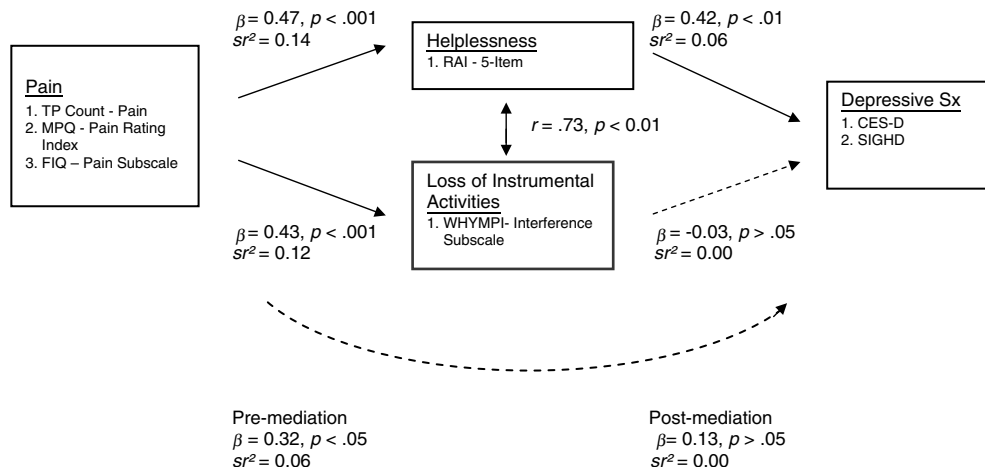 β = 0.47, p < .001
sr² = 0.14
Pain
1. TP Count - Pain
2. MPQ - Pain Rating
Index
3. FIQ – Pain Subscale
β = 0.43, p < .001
sr² = 0.12
Helplessness
1. RAI - 5-Item
r = .73, p < 0.01
Loss of Instrumental
Activities
1. WHYMPI- Interference
Subscale
β = 0.42, p < .01
sr² = 0.06
Depressive Sx
1. CES-D
2. SIGHD
β = -0.03, p > .05
sr² = 0.00
Pre-mediation
β = 0.32, p < .05
sr² = 0.06
Post-mediation
β = 0.13, p > .05
sr² = 0.00